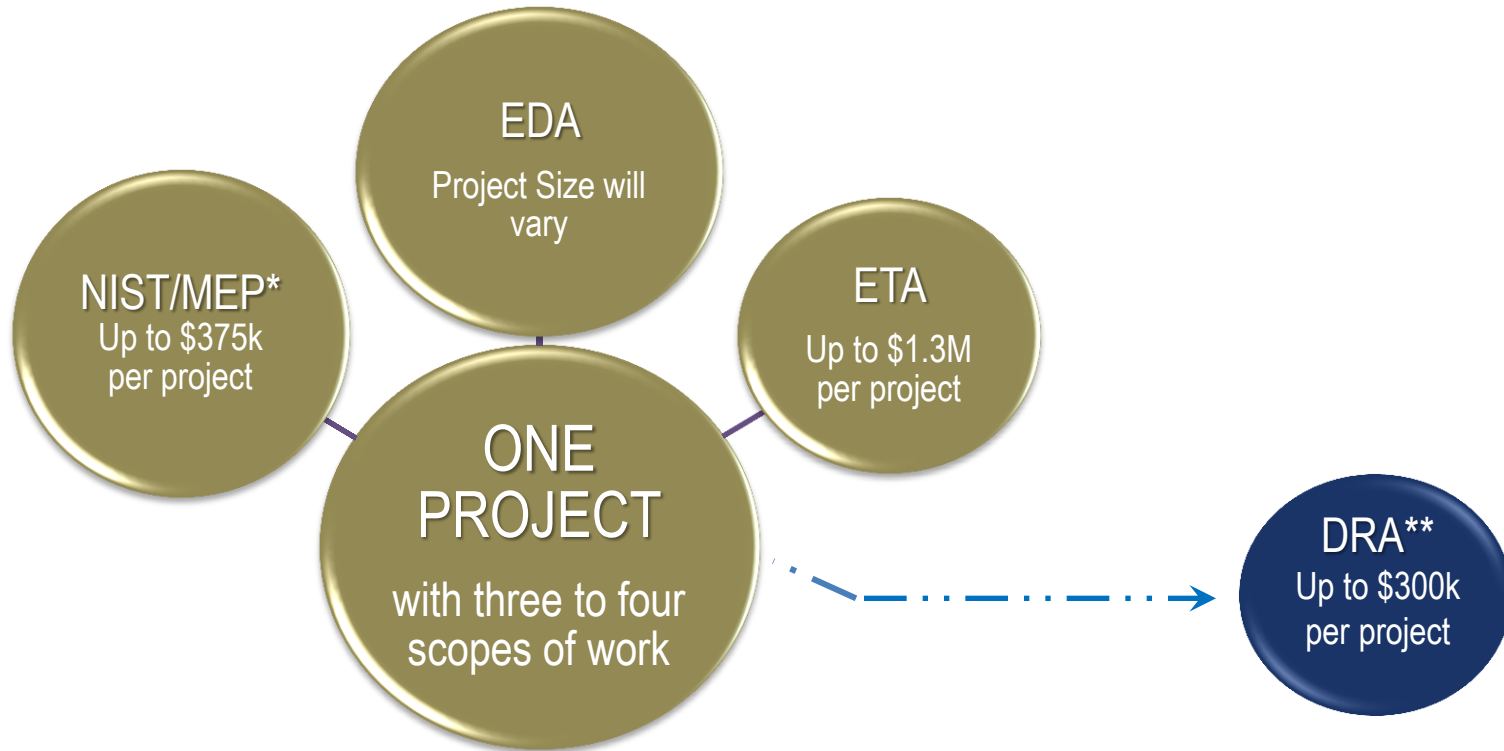 EDA
Project Size will
vary
NIST/MEP*
Up to $375k
per project
ETA
Up to $1.3M
per project
ONE
PROJECT
with three to four
scopes of work
DRA**
Up to $300k
per project